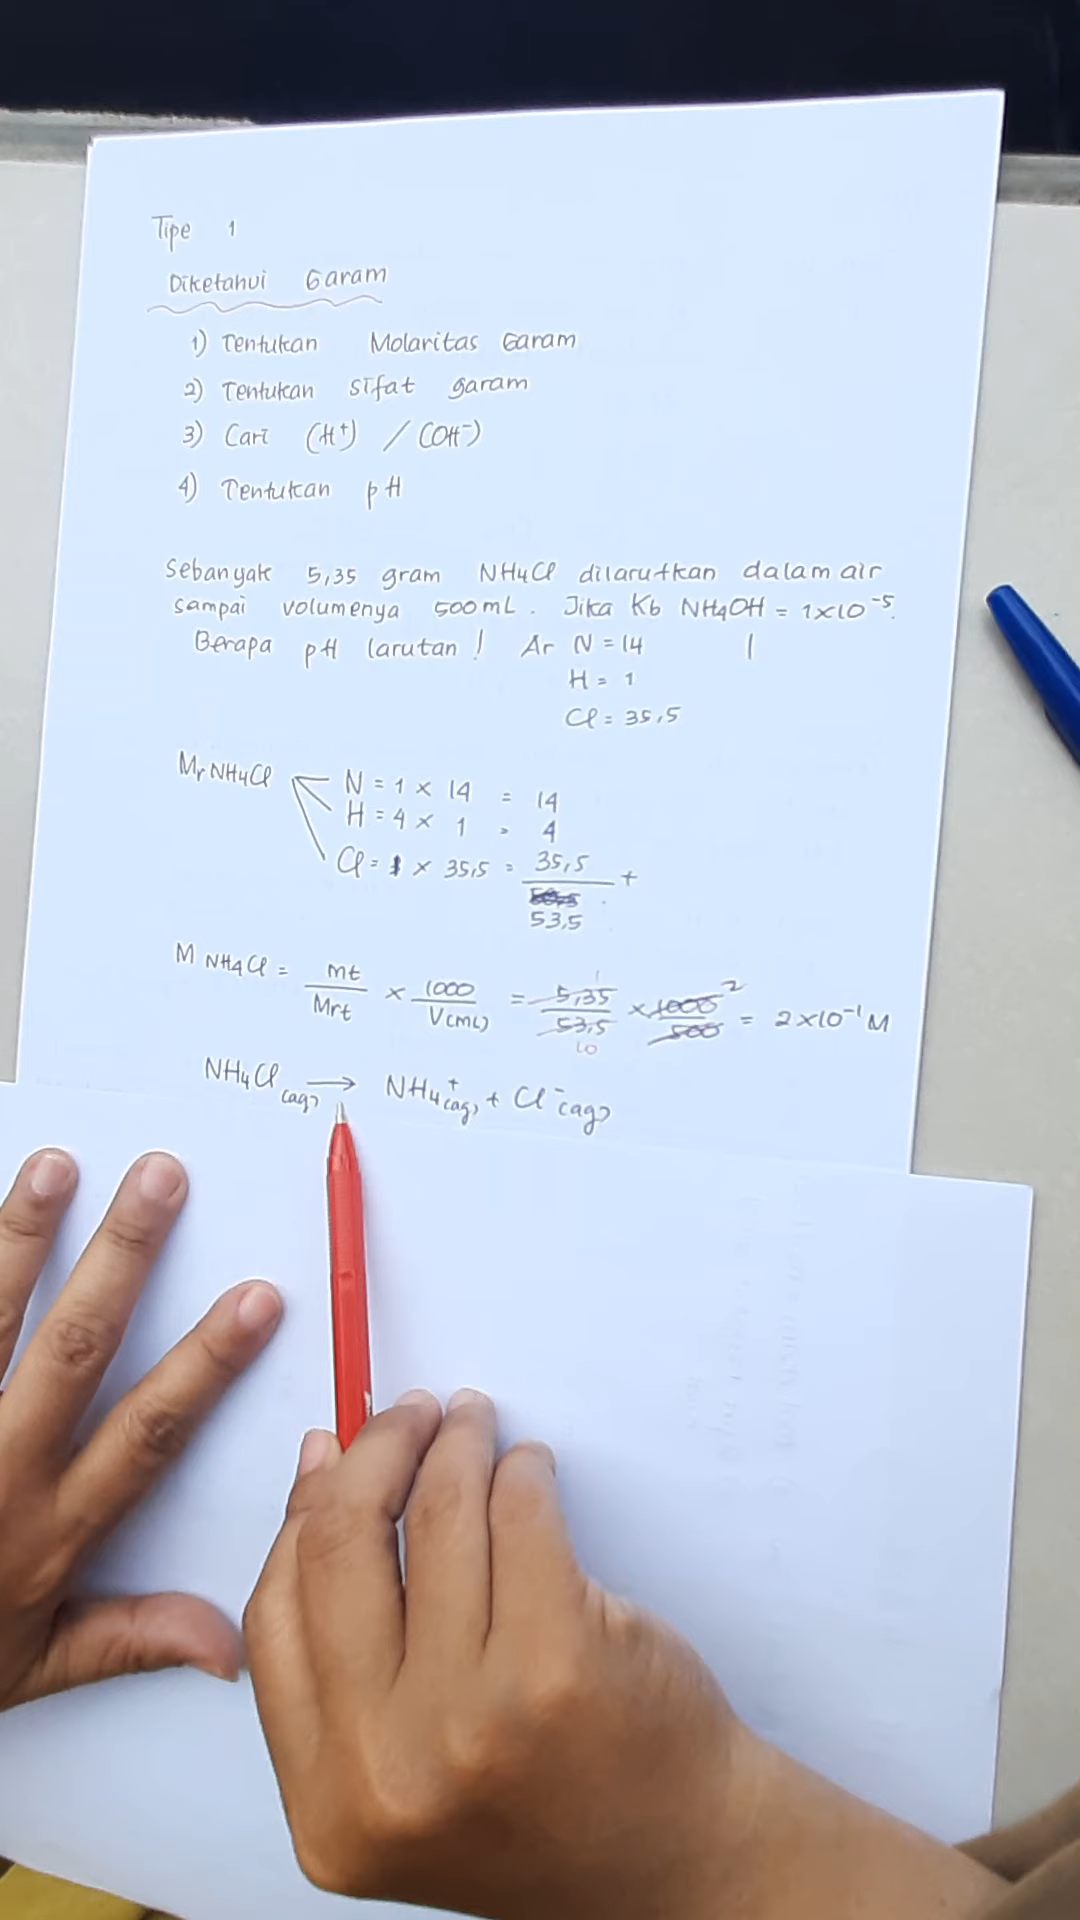 Tipe 1
Diketahui Garam
1) Tentukan Molaritas Garam
2) Tentukan sifat garam
3) Cari (H⁺) / (OH⁻)
4) Tentukan pH
Sebanyak 5,35 gram NH4Cl dilarutkan dalam air
sampai volumenya 500 mL. Jika Kb NH4OH = 1x10⁻⁵.
Berapa pH larutan! Ar N = 14
H = 1
Cl = 35,5
Mr NH4Cl N = 1 x 14 = 14
H = 4 x 1 = 4
Cl = 1 x 35,5 = 35,5 +
53,5
M NH4Cl = mt/Mrt x 1000/V(mL) = 5,35/53,5 x 1000/500 = 2x10⁻¹ M
1 10 2
NH4Cl(aq) → NH4⁺(aq) + Cl⁻(aq)